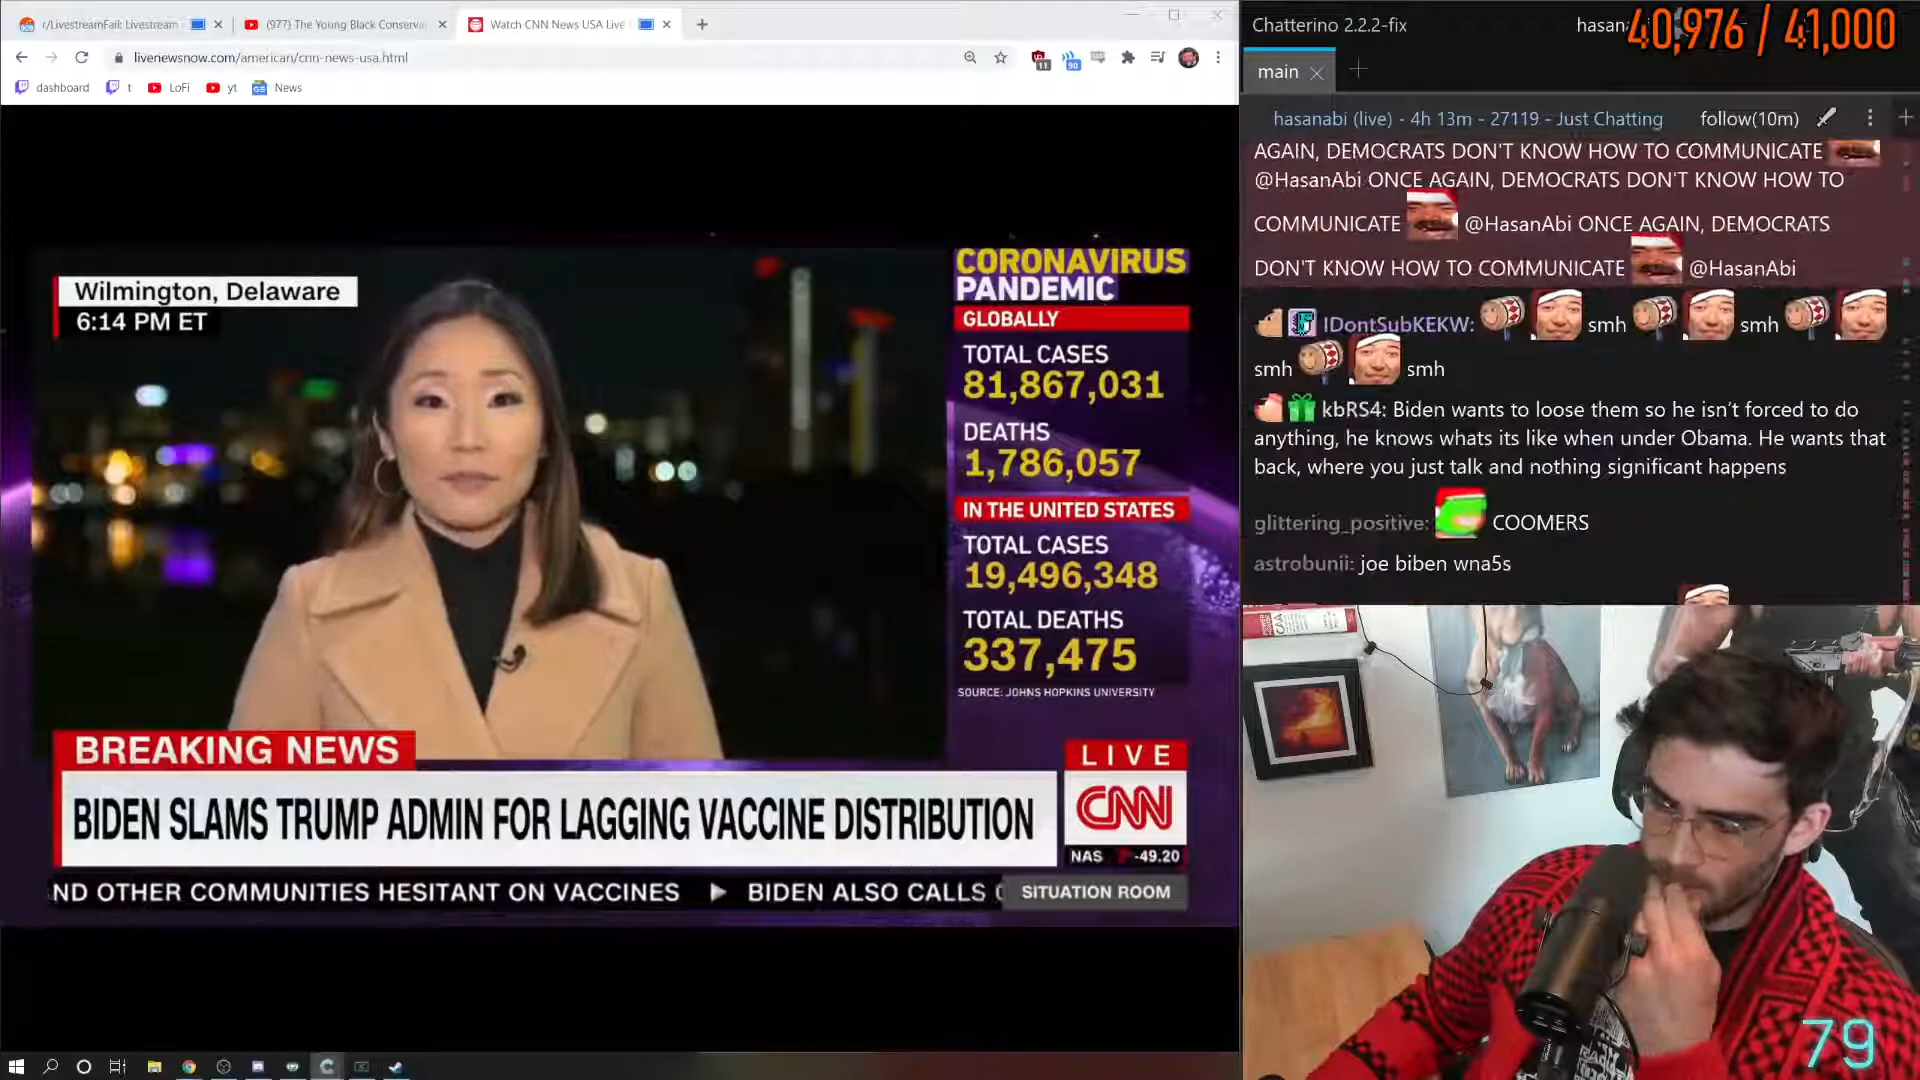 r/LivestreamFail: Livestream
(977) The Young Black Conserva
Watch CNN News USA Live
livenewsnow.com/american/cnn-news-usa.html
11
90
dashboard
t
LoFi
yt
News
Wilmington, Delaware
6:14 PM ET
CORONAVIRUS
PANDEMIC
GLOBALLY
TOTAL CASES
81,867,031
DEATHS
1,786,057
IN THE UNITED STATES
TOTAL CASES
19,496,348
TOTAL DEATHS
337,475
SOURCE: JOHNS HOPKINS UNIVERSITY
BREAKING NEWS
BIDEN SLAMS TRUMP ADMIN FOR LAGGING VACCINE DISTRIBUTION
LIVE
CNN
NAS -49.20
ND OTHER COMMUNITIES HESITANT ON VACCINES ▶ BIDEN ALSO CALLS
SITUATION ROOM
Chatterino 2.2.2-fix
hasana
40,976 / 41,000
main
hasanabi (live) - 4h 13m - 27119 - Just Chatting
follow(10m)
AGAIN, DEMOCRATS DON'T KNOW HOW TO COMMUNICATE
@HasanAbi ONCE AGAIN, DEMOCRATS DON'T KNOW HOW TO
COMMUNICATE @HasanAbi ONCE AGAIN, DEMOCRATS
DON'T KNOW HOW TO COMMUNICATE @HasanAbi
IDontSubKEKW: smh smh
smh smh
kbRS4: Biden wants to loose them so he isn't forced to do
anything, he knows whats its like when under Obama. He wants that
back, where you just talk and nothing significant happens
glittering_positive: COOMERS
astrobunii: joe biben wna5s
79